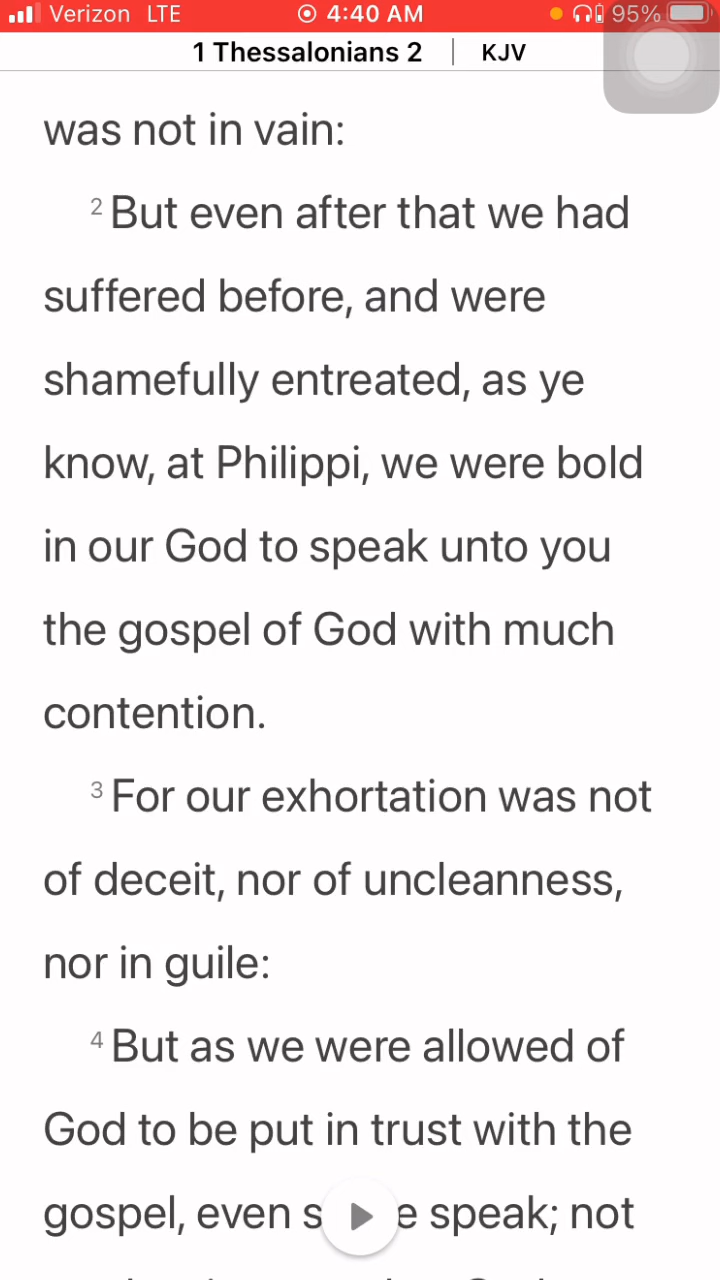 Verizon LTE 4:40 AM 95%
1 Thessalonians 2 | KJV
was not in vain:
2 But even after that we had
suffered before, and were
shamefully entreated, as ye
know, at Philippi, we were bold
in our God to speak unto you
the gospel of God with much
contention.
3 For our exhortation was not
of deceit, nor of uncleanness,
nor in guile:
4 But as we were allowed of
God to be put in trust with the
gospel, even speak; not